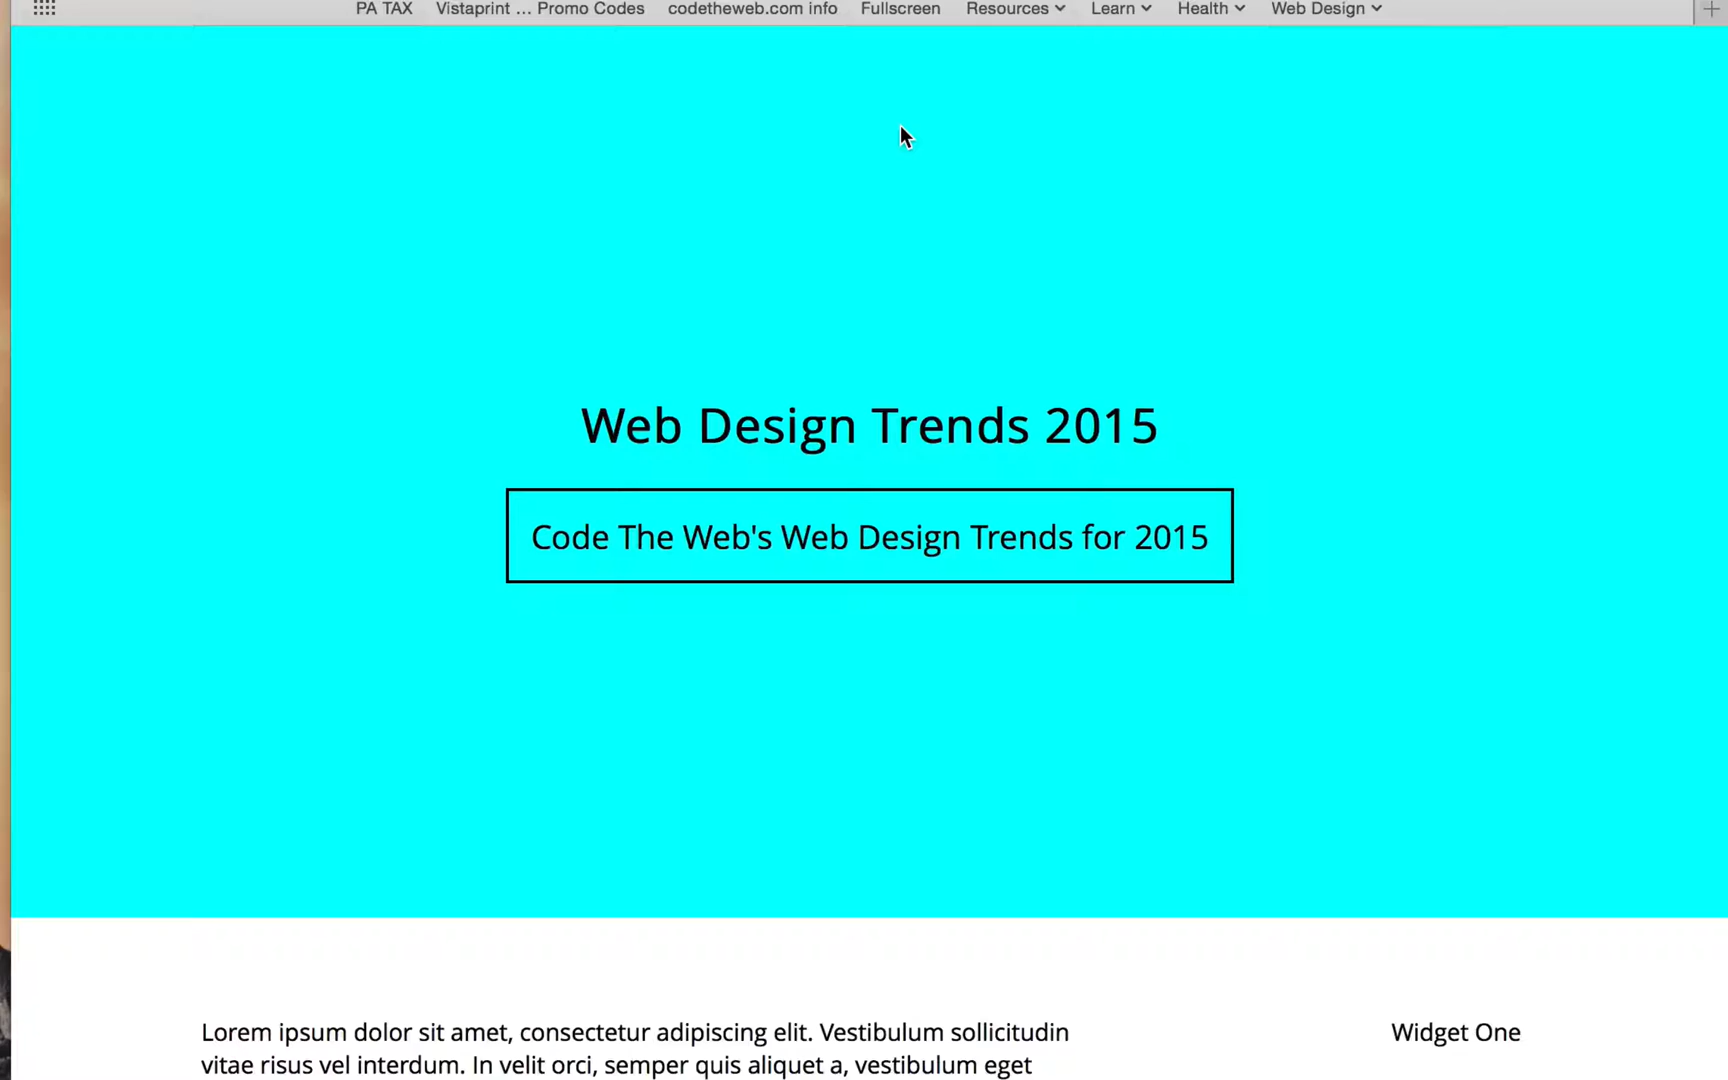 PA TAX Vistaprint ... Promo Codes codetheweb.com info Fullscreen Resources Learn Health Web Design
Web Design Trends 2015
Code The Web's Web Design Trends for 2015
Lorem ipsum dolor sit amet, consectetur adipiscing elit. Vestibulum sollicitudin
vitae risus vel interdum. In velit orci, semper quis aliquet a, vestibulum eget
Widget One